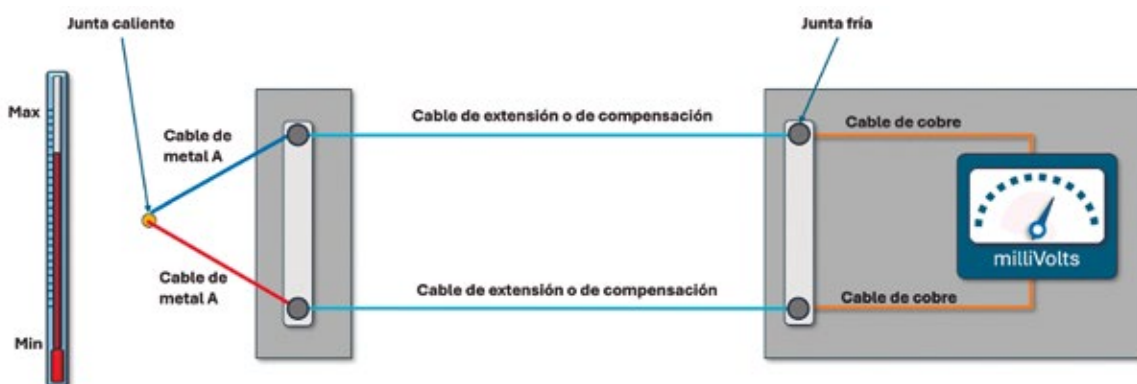 Junta caliente
Junta fría
Max
Cable de
metal A
Cable de extensión o de compensación
Cable de cobre
milliVolts
Cable de
metal A
Cable de extensión o de compensación
Cable de cobre
Min